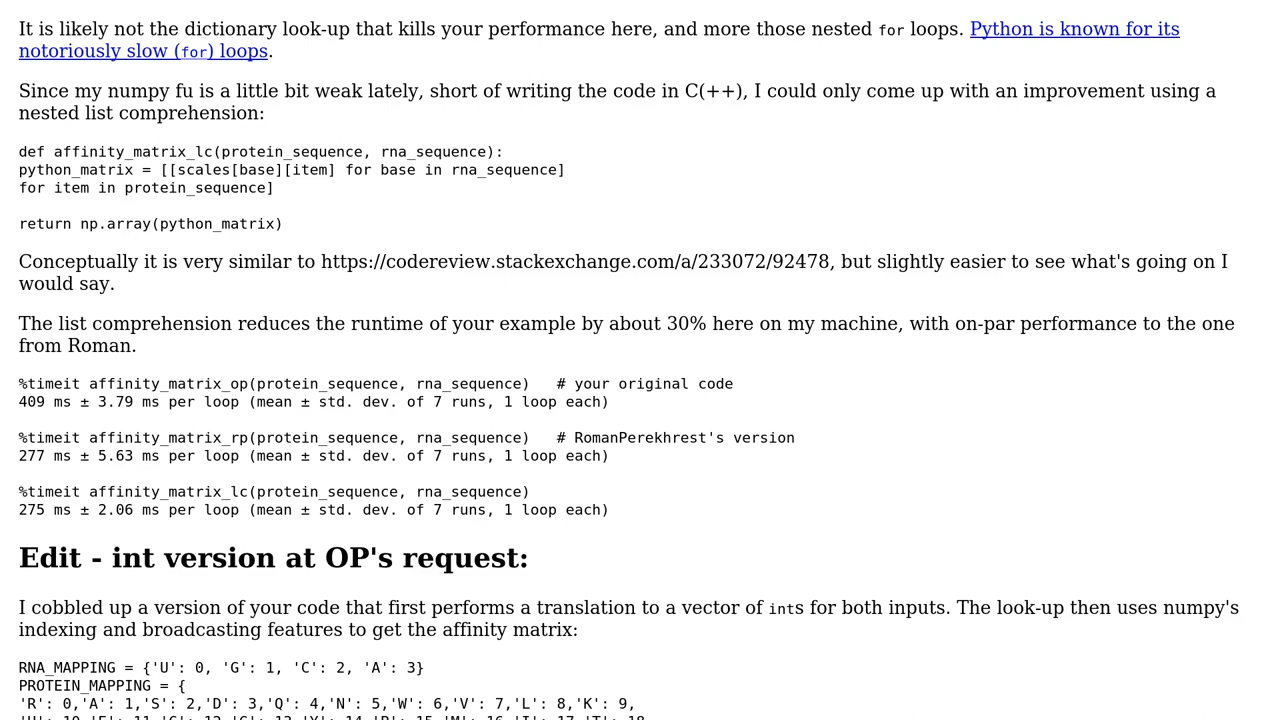 It is likely not the dictionary look-up that kills your performance here, and more those nested for loops. Python is known for its
notoriously slow (for) loops.
Since my numpy fu is a little bit weak lately, short of writing the code in C(++), I could only come up with an improvement using a
nested list comprehension:
def affinity_matrix_lc(protein_sequence, rna_sequence):
python_matrix = [[scales[base][item] for base in rna_sequence]
for item in protein_sequence]
return np.array(python_matrix)
Conceptually it is very similar to https://codereview.stackexchange.com/a/233072/92478, but slightly easier to see what's going on I
would say.
The list comprehension reduces the runtime of your example by about 30% here on my machine, with on-par performance to the one
from Roman.
%timeit affinity_matrix_op(protein_sequence, rna_sequence)   # your original code
409 ms ± 3.79 ms per loop (mean ± std. dev. of 7 runs, 1 loop each)
%timeit affinity_matrix_rp(protein_sequence, rna_sequence)   # RomanPerekhrest's version
277 ms ± 5.63 ms per loop (mean ± std. dev. of 7 runs, 1 loop each)
%timeit affinity_matrix_lc(protein_sequence, rna_sequence)
275 ms ± 2.06 ms per loop (mean ± std. dev. of 7 runs, 1 loop each)
Edit - int version at OP's request:
I cobbled up a version of your code that first performs a translation to a vector of ints for both inputs. The look-up then uses numpy's
indexing and broadcasting features to get the affinity matrix:
RNA_MAPPING = {'U': 0, 'G': 1, 'C': 2, 'A': 3}
PROTEIN_MAPPING = {
'R': 0,'A': 1,'S': 2,'D': 3,'Q': 4,'N': 5,'W': 6,'V': 7,'L': 8,'K': 9,